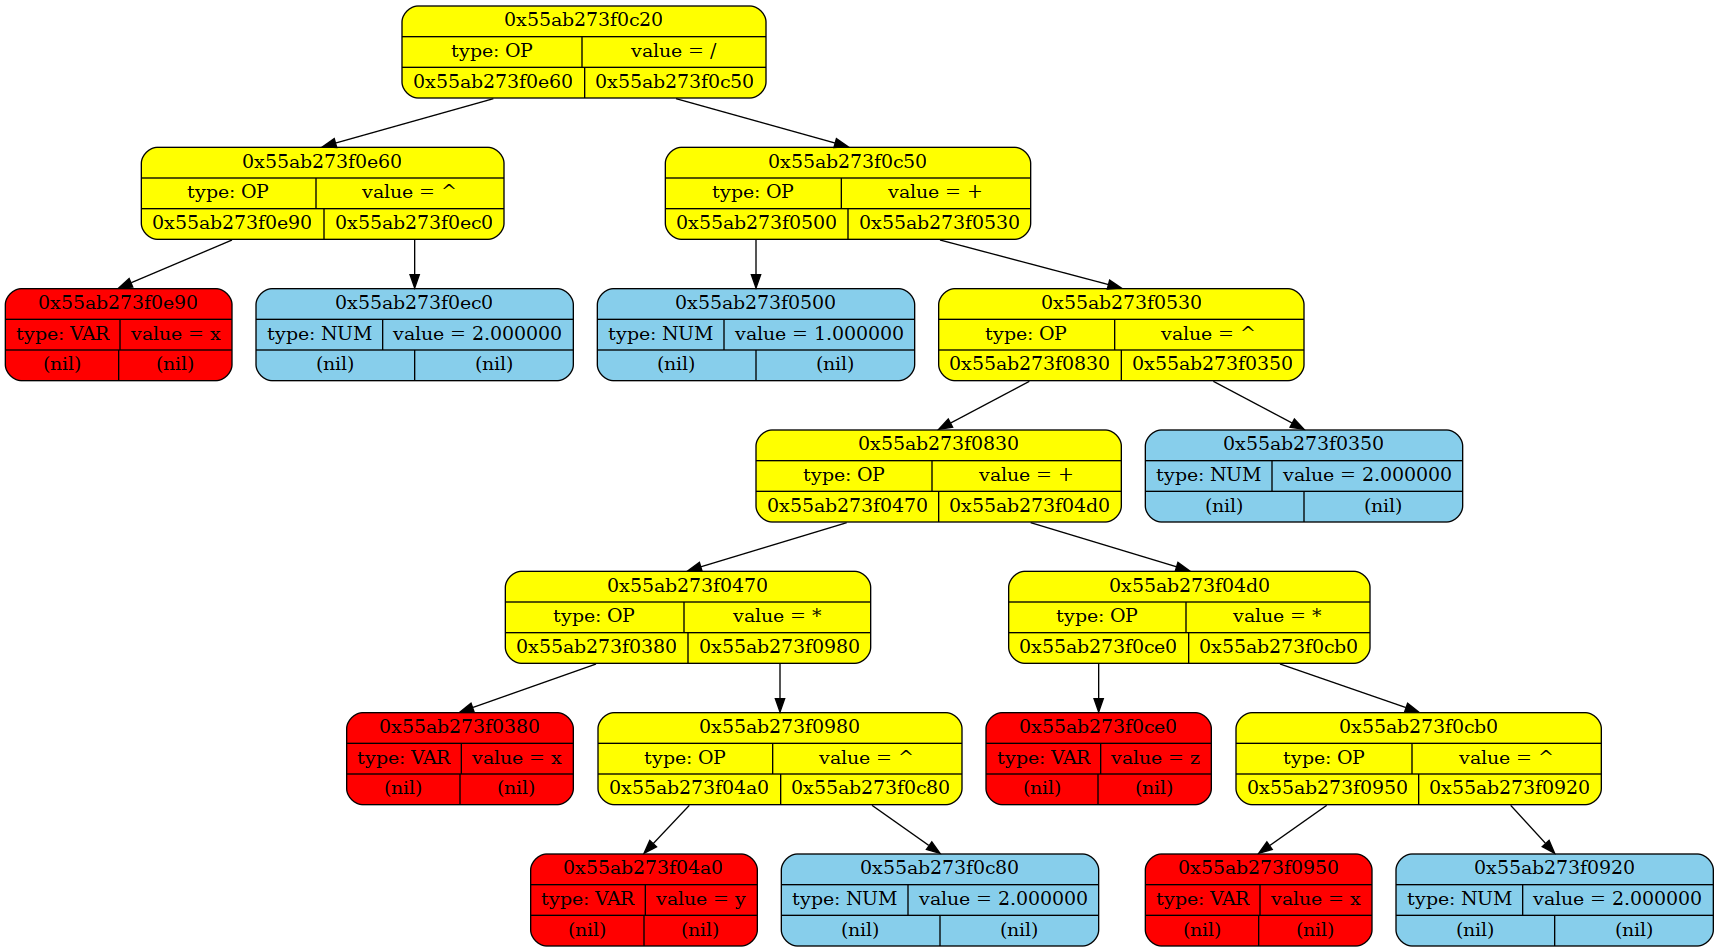 0x55ab273f0c20
type: OP value = /
0x55ab273f0e60 0x55ab273f0c50
0x55ab273f0e60
type: OP value = ^
0x55ab273f0e90 0x55ab273f0ec0
0x55ab273f0c50
type: OP value = +
0x55ab273f0500 0x55ab273f0530
0x55ab273f0e90
type: VAR value = x
(nil) (nil)
0x55ab273f0ec0
type: NUM value = 2.000000
(nil) (nil)
0x55ab273f0500
type: NUM value = 1.000000
(nil) (nil)
0x55ab273f0530
type: OP value = ^
0x55ab273f0830 0x55ab273f0350
0x55ab273f0830
type: OP value = +
0x55ab273f0470 0x55ab273f04d0
0x55ab273f0350
type: NUM value = 2.000000
(nil) (nil)
0x55ab273f0470
type: OP value = *
0x55ab273f0380 0x55ab273f0980
0x55ab273f04d0
type: OP value = *
0x55ab273f0ce0 0x55ab273f0cb0
0x55ab273f0380
type: VAR value = x
(nil) (nil)
0x55ab273f0980
type: OP value = ^
0x55ab273f04a0 0x55ab273f0c80
0x55ab273f0ce0
type: VAR value = z
(nil) (nil)
0x55ab273f0cb0
type: OP value = ^
0x55ab273f0950 0x55ab273f0920
0x55ab273f04a0
type: VAR value = y
(nil) (nil)
0x55ab273f0c80
type: NUM value = 2.000000
(nil) (nil)
0x55ab273f0950
type: VAR value = x
(nil) (nil)
0x55ab273f0920
type: NUM value = 2.000000
(nil) (nil)